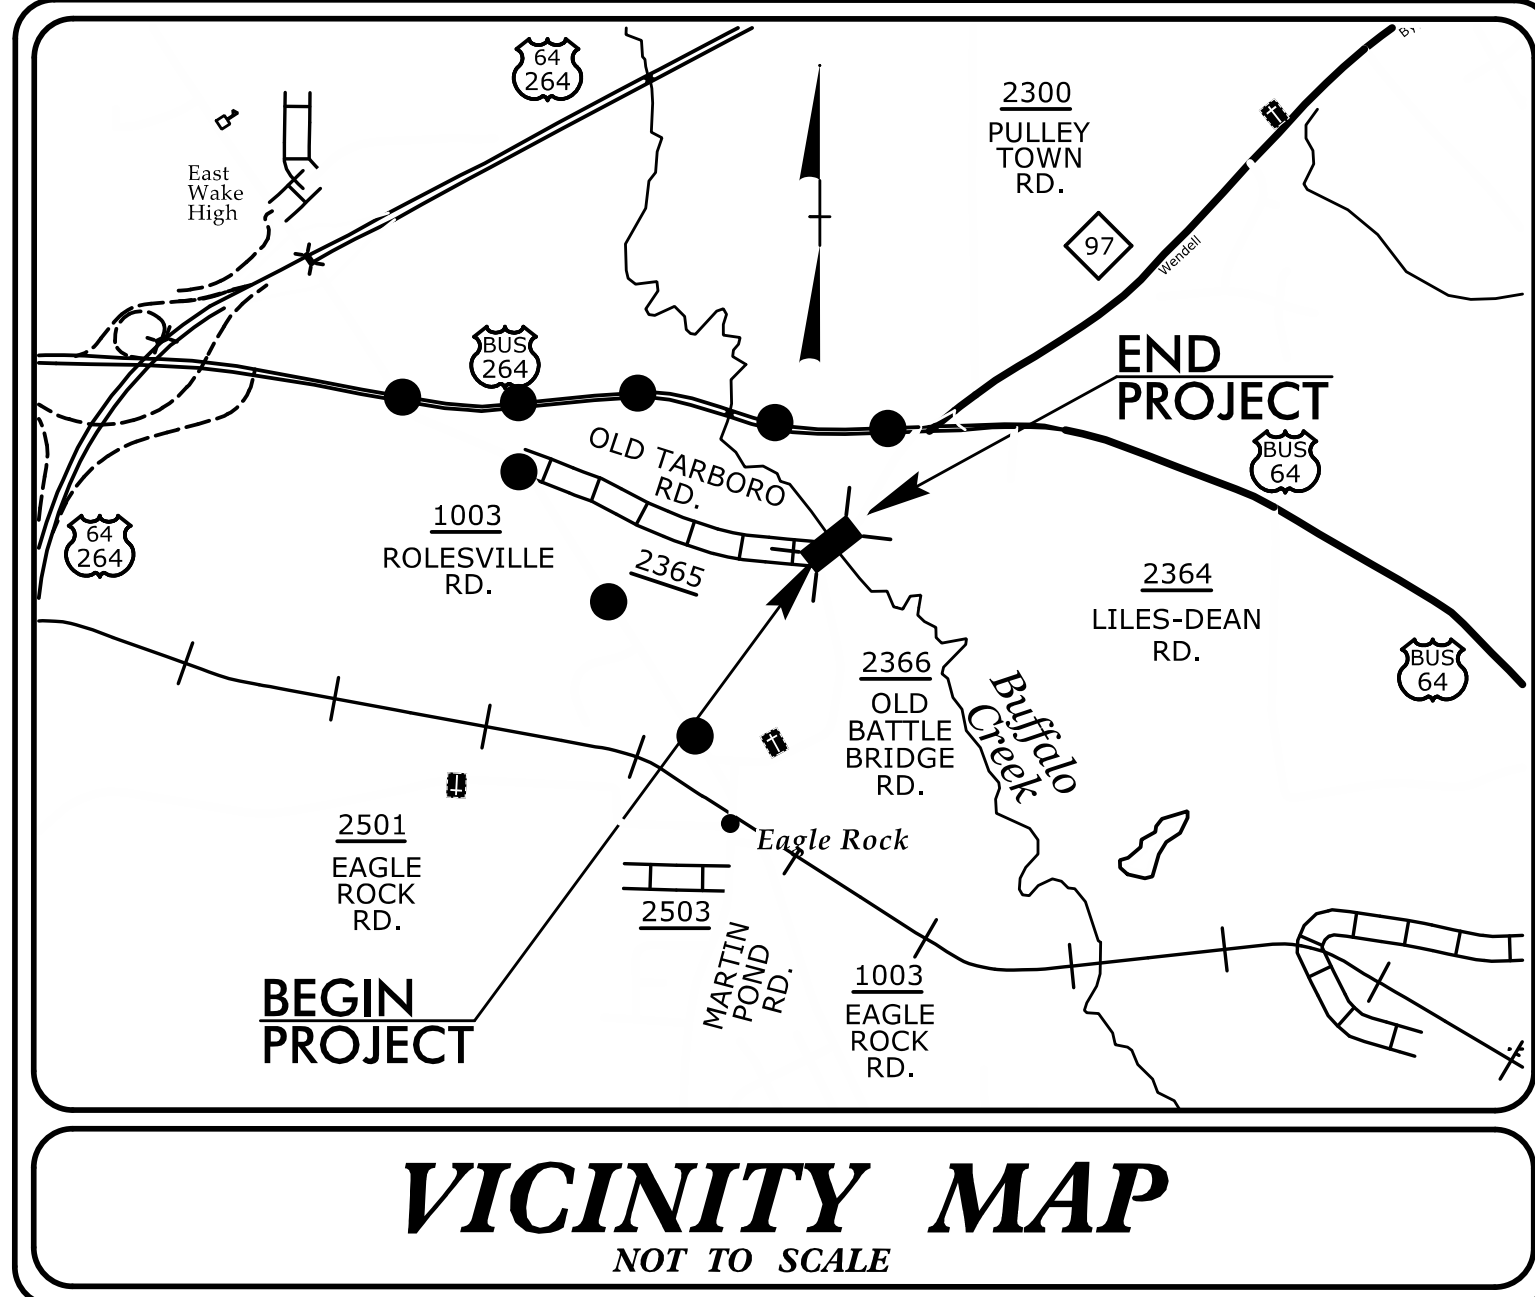 64
264
2300
PULLEY
TOWN
RD.
East
Wake
High
97
Wendell
BUS
264
END
PROJECT
OLD TARBORO
RD.
BUS
64
1003
ROLESVILLE
RD.
64
264
2365
2364
LILES-DEAN
RD.
2366
OLD
BATTLE
BRIDGE
RD.
BUS
64
Buffalo
Creek
2501
EAGLE
ROCK
RD.
Eagle Rock
2503
MARTIN
POND
RD.
1003
EAGLE
ROCK
RD.
BEGIN
PROJECT
VICINITY MAP
NOT TO SCALE